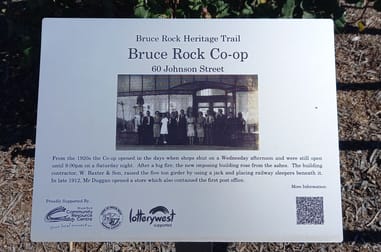 Bruce Rock Heritage Trail
Bruce Rock Co-op
60 Johnson Street
From the 1920s the Co-op opened in the days when shops shut on a Wednesday afternoon and were still open
until 9:00pm on a Saturday night. After a big fire, the new imposing building rose from the ashes. The building
contractor, W. Baxter & Son, raised the five ton girder by using a jack and placing railway sleepers beneath it.
In late 1912, Mr Duggan opened a store which also contained the first post office.
More Information:
Proudly Supported By:
Community
Resource
Centre
lotterywest
supported